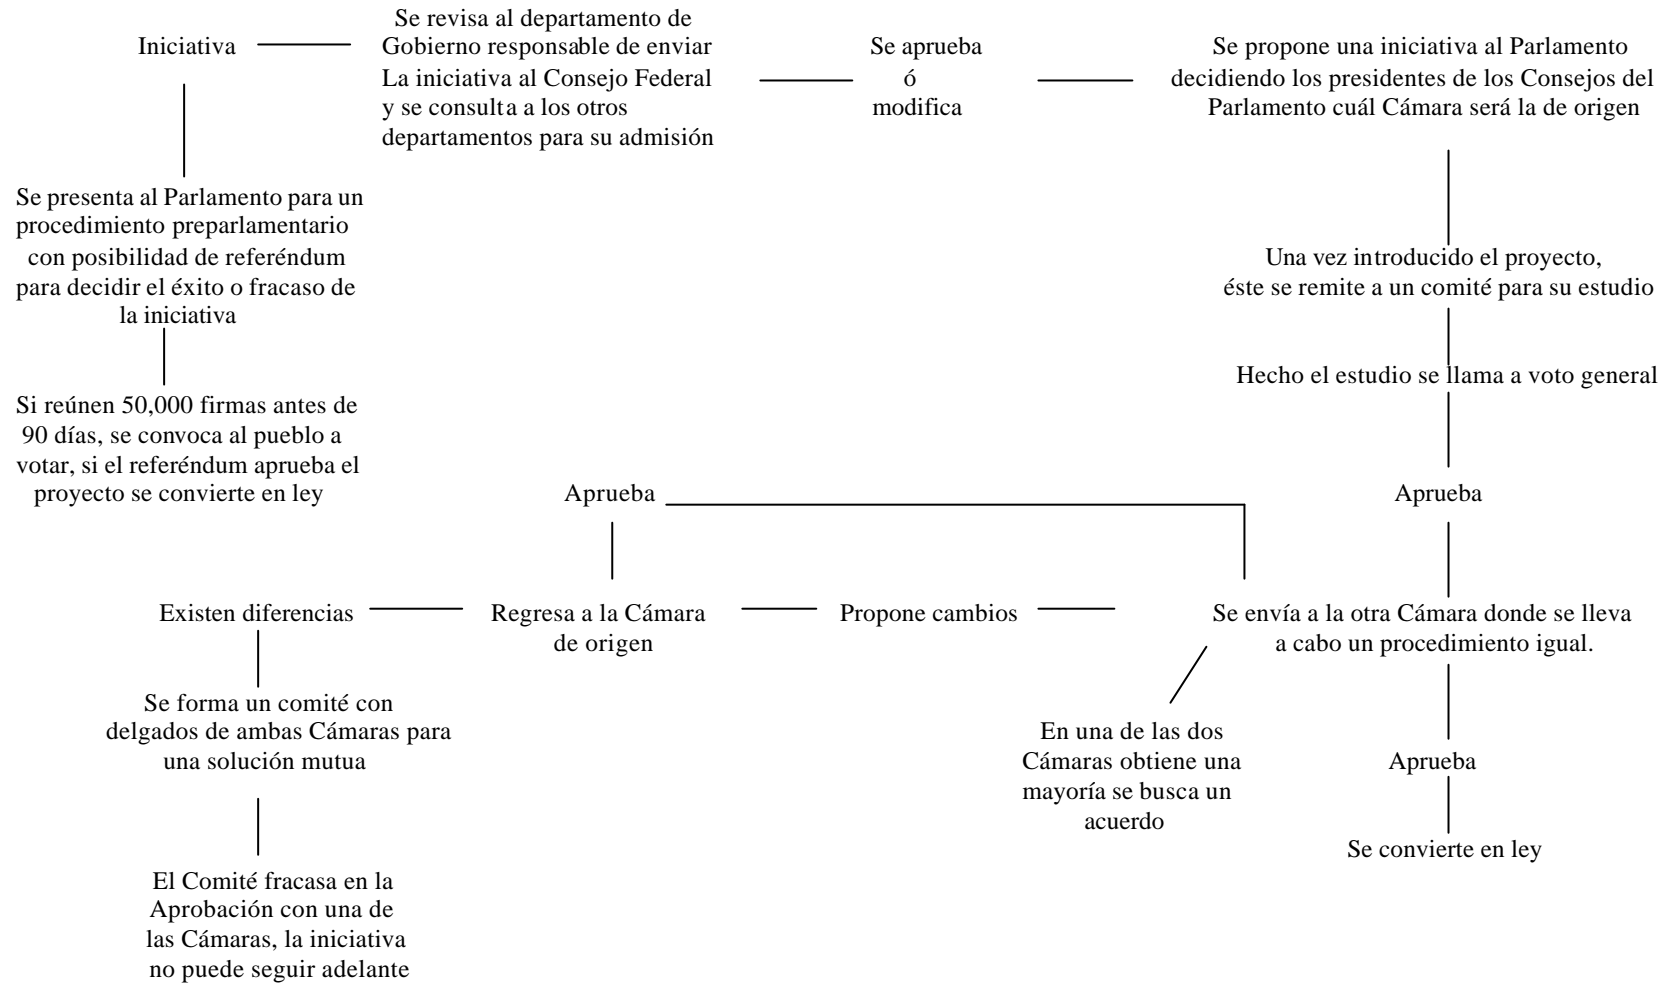 Iniciativa
Se revisa al departamento de
Gobierno responsable de enviar
La iniciativa al Consejo Federal
y se consulta a los otros
departamentos para su admisión
Se aprueba
ó
modifica
Se propone una iniciativa al Parlamento
decidiendo los presidentes de los Consejos del
Parlamento cuál Cámara será la de origen
Se presenta al Parlamento para un
procedimiento preparlamentario
con posibilidad de referéndum
para decidir el éxito o fracaso de
la iniciativa
Una vez introducido el proyecto,
éste se remite a un comité para su estudio
Hecho el estudio se llama a voto general
Si reúnen 50,000 firmas antes de
90 días, se convoca al pueblo a
votar, si el referéndum aprueba el
proyecto se convierte en ley
Aprueba
Aprueba
Existen diferencias
Regresa a la Cámara
de origen
Propone cambios
Se envía a la otra Cámara donde se lleva
a cabo un procedimiento igual.
Se forma un comité con
delgados de ambas Cámaras para
una solución mutua
En una de las dos
Cámaras obtiene una
mayoría se busca un
acuerdo
Aprueba
Se convierte en ley
El Comité fracasa en la
Aprobación con una de
las Cámaras, la iniciativa
no puede seguir adelante